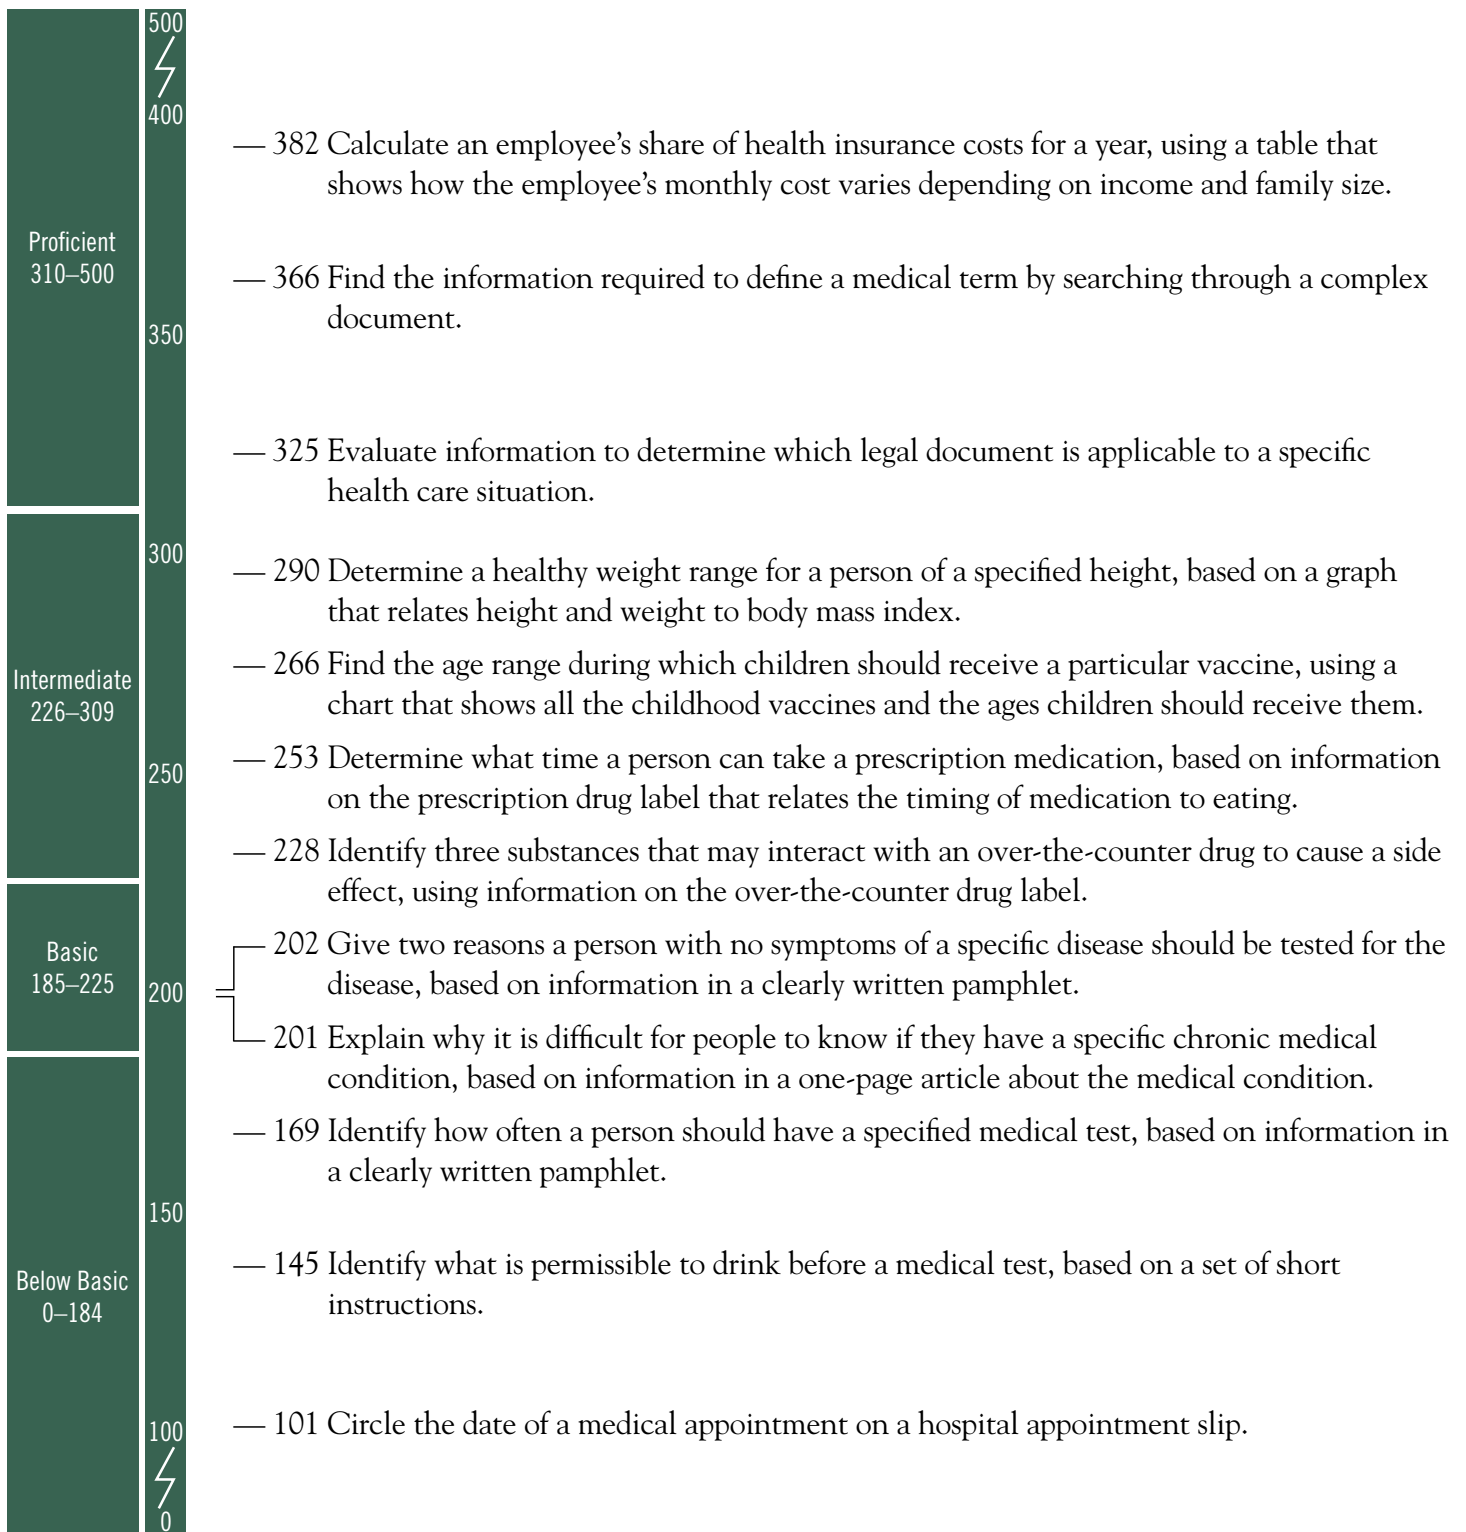 500
400
— 382 Calculate an employee’s share of health insurance costs for a year, using a table that
shows how the employee’s monthly cost varies depending on income and family size.
Proficient
310–500
— 366 Find the information required to define a medical term by searching through a complex
document.
350
— 325 Evaluate information to determine which legal document is applicable to a specific
health care situation.
300
— 290 Determine a healthy weight range for a person of a specified height, based on a graph
that relates height and weight to body mass index.
Intermediate
226–309
— 266 Find the age range during which children should receive a particular vaccine, using a
chart that shows all the childhood vaccines and the ages children should receive them.
250
— 253 Determine what time a person can take a prescription medication, based on information
on the prescription drug label that relates the timing of medication to eating.
— 228 Identify three substances that may interact with an over-the-counter drug to cause a side
effect, using information on the over-the-counter drug label.
Basic
185–225
200
— 202 Give two reasons a person with no symptoms of a specific disease should be tested for the
disease, based on information in a clearly written pamphlet.
— 201 Explain why it is difficult for people to know if they have a specific chronic medical
condition, based on information in a one-page article about the medical condition.
— 169 Identify how often a person should have a specified medical test, based on information in
a clearly written pamphlet.
150
Below Basic
0–184
— 145 Identify what is permissible to drink before a medical test, based on a set of short
instructions.
100
— 101 Circle the date of a medical appointment on a hospital appointment slip.
0